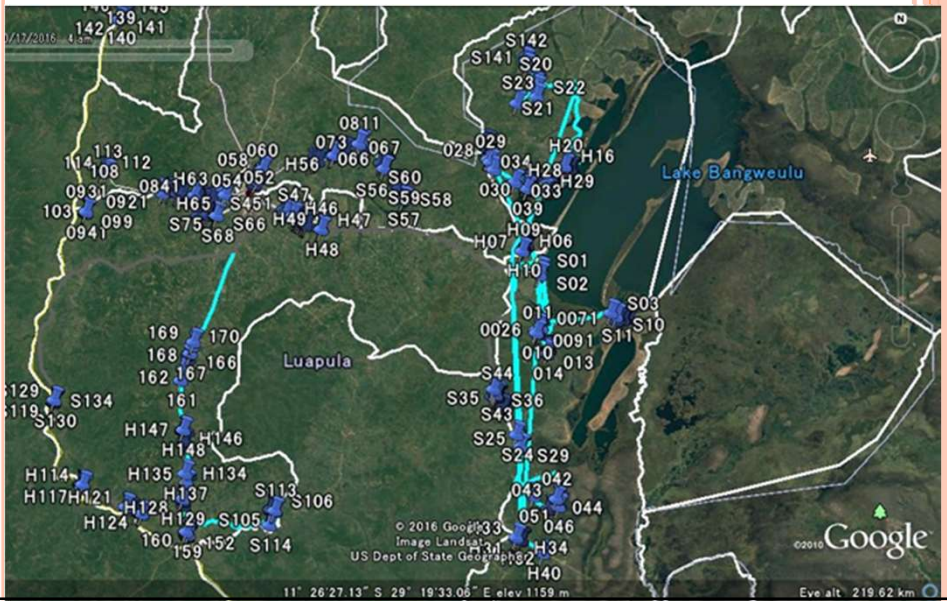 139
142 141
140
N
S142
S141 S20
S23 S22
S21
0811
073 067
060 066
058 H56
113
114 112
108
029
028 034
H20
H16
H28
H29
030 033
Lake Bangweulu
0931 0841 H63 054 052
0921 H65 S451 S47
103 099
0941
S75 S66 H49 H46 H47
S68 H48
S60
S56 S59 S58
S57
039
H09
H07 H06
H10 S01
S02
S03
011 0071 S10
S11
0026 0091
010 013
014
169 170
168 166
162 167
161
Luapula
S44
S35 S36
S43
S129 S134
S119
S130
H147 H146
H148
S25
S24 S29
H114 H135 H134
H117 H121 H137
H128 H129
H124
S113 S106
S105
160 152
159 S114
042
043 044
051 046
H34
H40
© 2016 Google
Image Landsat
US Dept of State Geographer
©2010 Google
11° 26'27.13" S 29° 19'33.06" E elev 1159 m
Eye alt 219.62 km